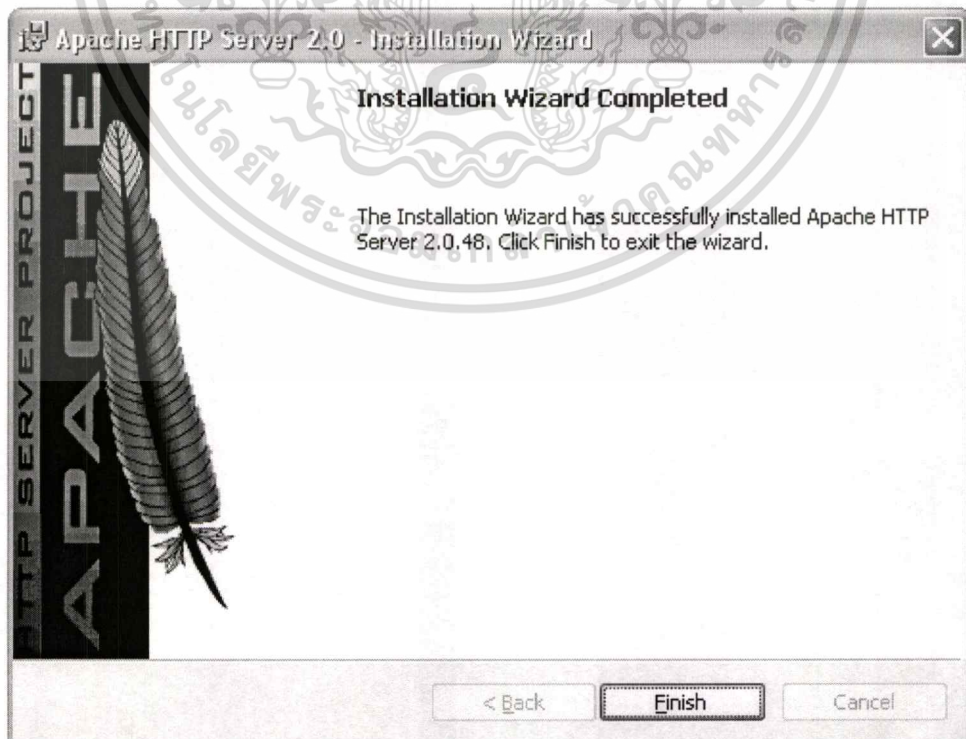 Apache HTTP Server 2.0 - Installation Wizard
HTTP SERVER PROJECT
APACHE
Installation Wizard Completed
The Installation Wizard has successfully installed Apache HTTP
Server 2.0.48. Click Finish to exit the wizard.
< Back
Finish
Cancel